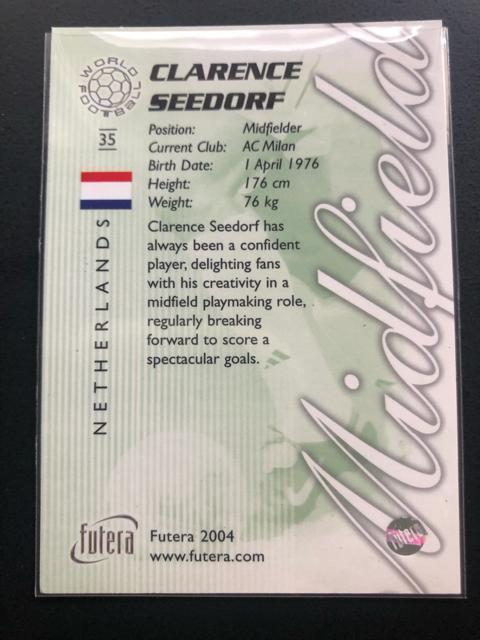 WORLD FOOTBALL
CLARENCE
SEEDORF
35
Position: Midfielder
Current Club: AC Milan
Birth Date: 1 April 1976
Height: 176 cm
Weight: 76 kg
NETHERLANDS
Clarence Seedorf has
always been a confident
player, delighting fans
with his creativity in a
midfield playmaking role,
regularly breaking
forward to score a
spectacular goals.
Midfield
futera
Futera 2004
www.futera.com
futera